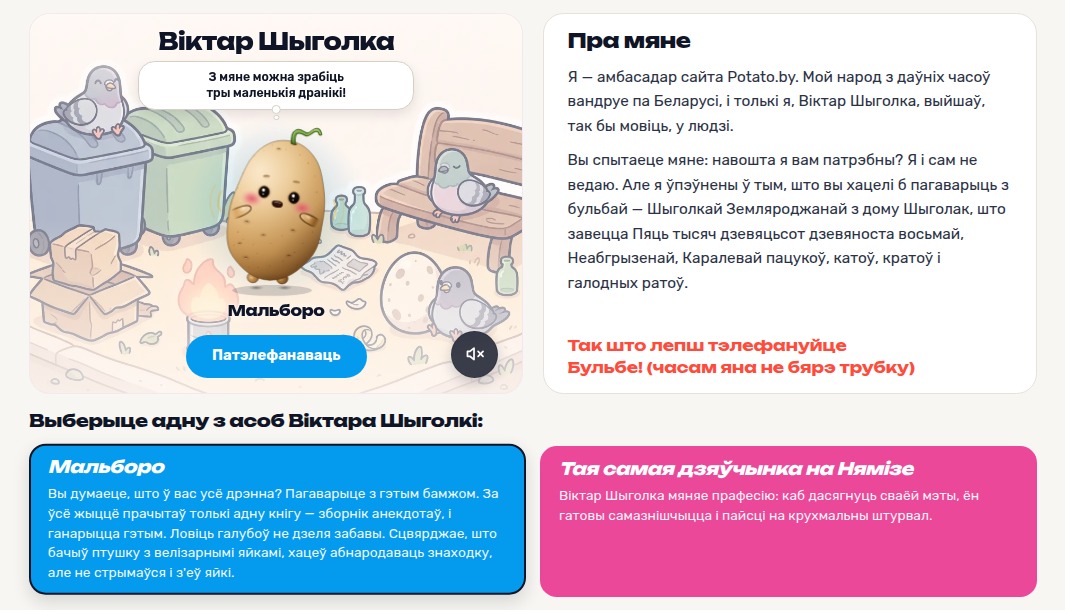 Віктар Шыголка
З мяне можна зрабіць
тры маленькія дранікі!
Мальборо
Патэлефанаваць
Пра мяне
Я — амбасадар сайта Potato.by. Мой народ з даўніх часоў
вандруе па Беларусі, і толькі я, Віктар Шыголка, выйшаў,
так бы мовіць, у людзі.
Вы спытаеце мяне: навошта я вам патрэбны? Я і сам не
ведаю. Але я ўпэўнены ў тым, што вы хацелі б пагаварыць з
бульбай — Шыголкай Земляроджанай з дому Шыголак, што
завецца Пяць тысяч дзевяцьсот дзевяноста восьмай,
Неабгрызенай, Каралевай пацукоў, катоў, кратоў і
галодных ратоў.
Так што лепш тэлефануйце
Бульбе! (часам яна не бярэ трубку)
Выберыце адну з асоб Віктара Шыголкі:
Мальборо
Вы думаеце, што ў вас усё дрэнна? Пагаварыце з гэтым бамжом. За
ўсё жыццё прачытаў толькі адну кнігу — зборнік анекдотаў, і
ганарыцца гэтым. Ловіць галубоў не дзеля забавы. Сцвярджае, што
бачыў птушку з велізарнымі яйкамі, хацеў абнародаваць знаходку,
але не стрымаўся і з'еў яйкі.
Тая самая дзяўчынка на Нямізе
Віктар Шыголка мяняе прафесію: каб дасягнуць сваёй мэты, ён
гатовы самазнішчыцца і пайсці на крухмальны штурвал.